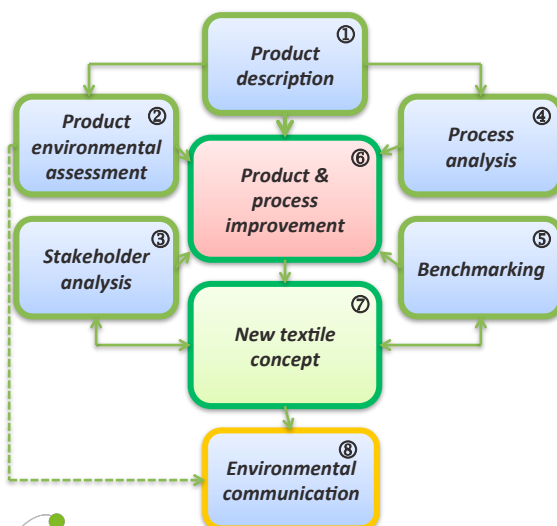 ①
Product
description
②
Product
environmental
assessment
④
Process
analysis
⑥
Product &
process
improvement
③
Stakeholder
analysis
⑤
Benchmarking
⑦
New textile
concept
⑧
Environmental
communication